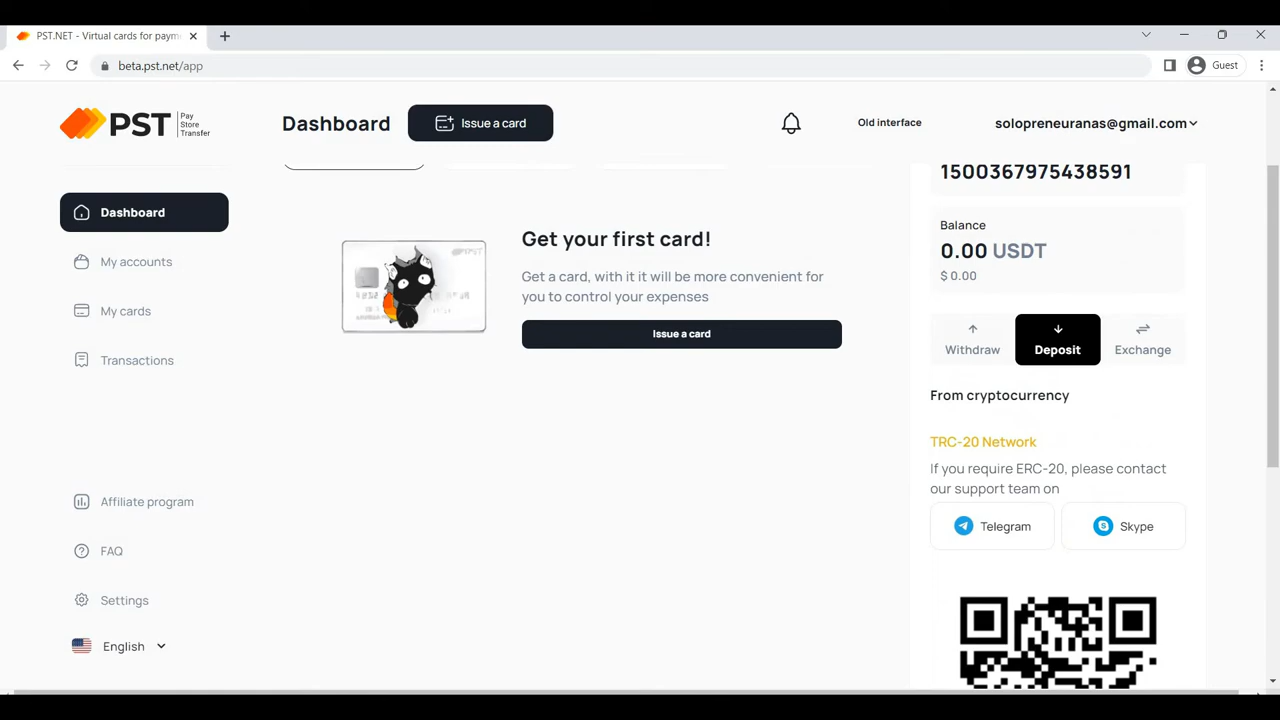 PST.NET - Virtual cards for payme
beta.pst.net/app
Guest
PST
Pay
Store
Transfer
Dashboard
Issue a card
Old interface
solopreneuranas@gmail.com
Dashboard
My accounts
My cards
Transactions
Affiliate program
FAQ
Settings
English
Get your first card!
Get a card, with it it will be more convenient for
you to control your expenses
Issue a card
1500367975438591
Balance
0.00 USDT
$ 0.00
Withdraw
Deposit
Exchange
From cryptocurrency
TRC-20 Network
If you require ERC-20, please contact
our support team on
Telegram
Skype